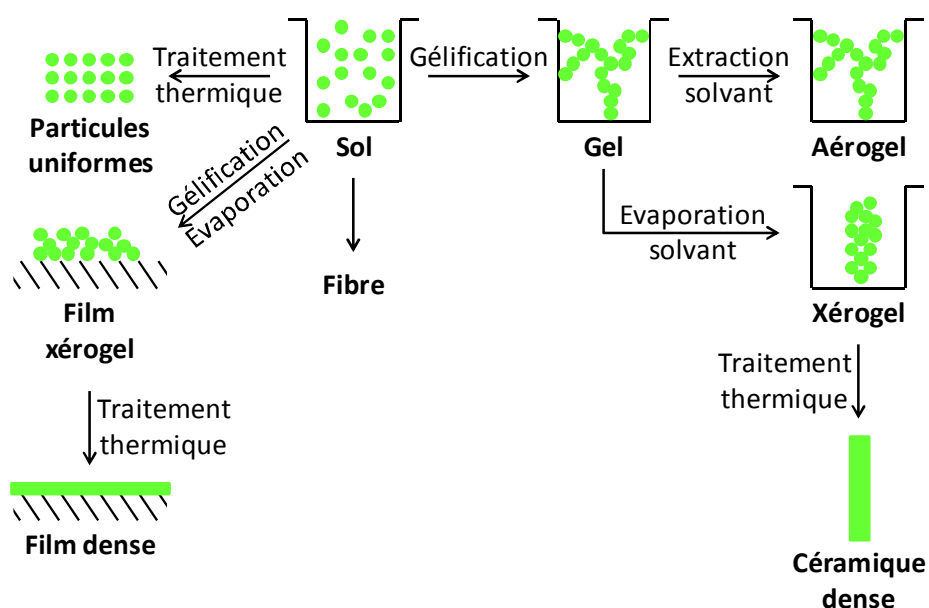 Traitement
thermique
Gélification
Extraction
solvant
Particules
uniformes
Sol
Gel
Aérogel
Gélification
Evaporation
Evaporation
solvant
Fibre
Film
xérogel
Xérogel
Traitement
thermique
Traitement
thermique
Film dense
Céramique
dense